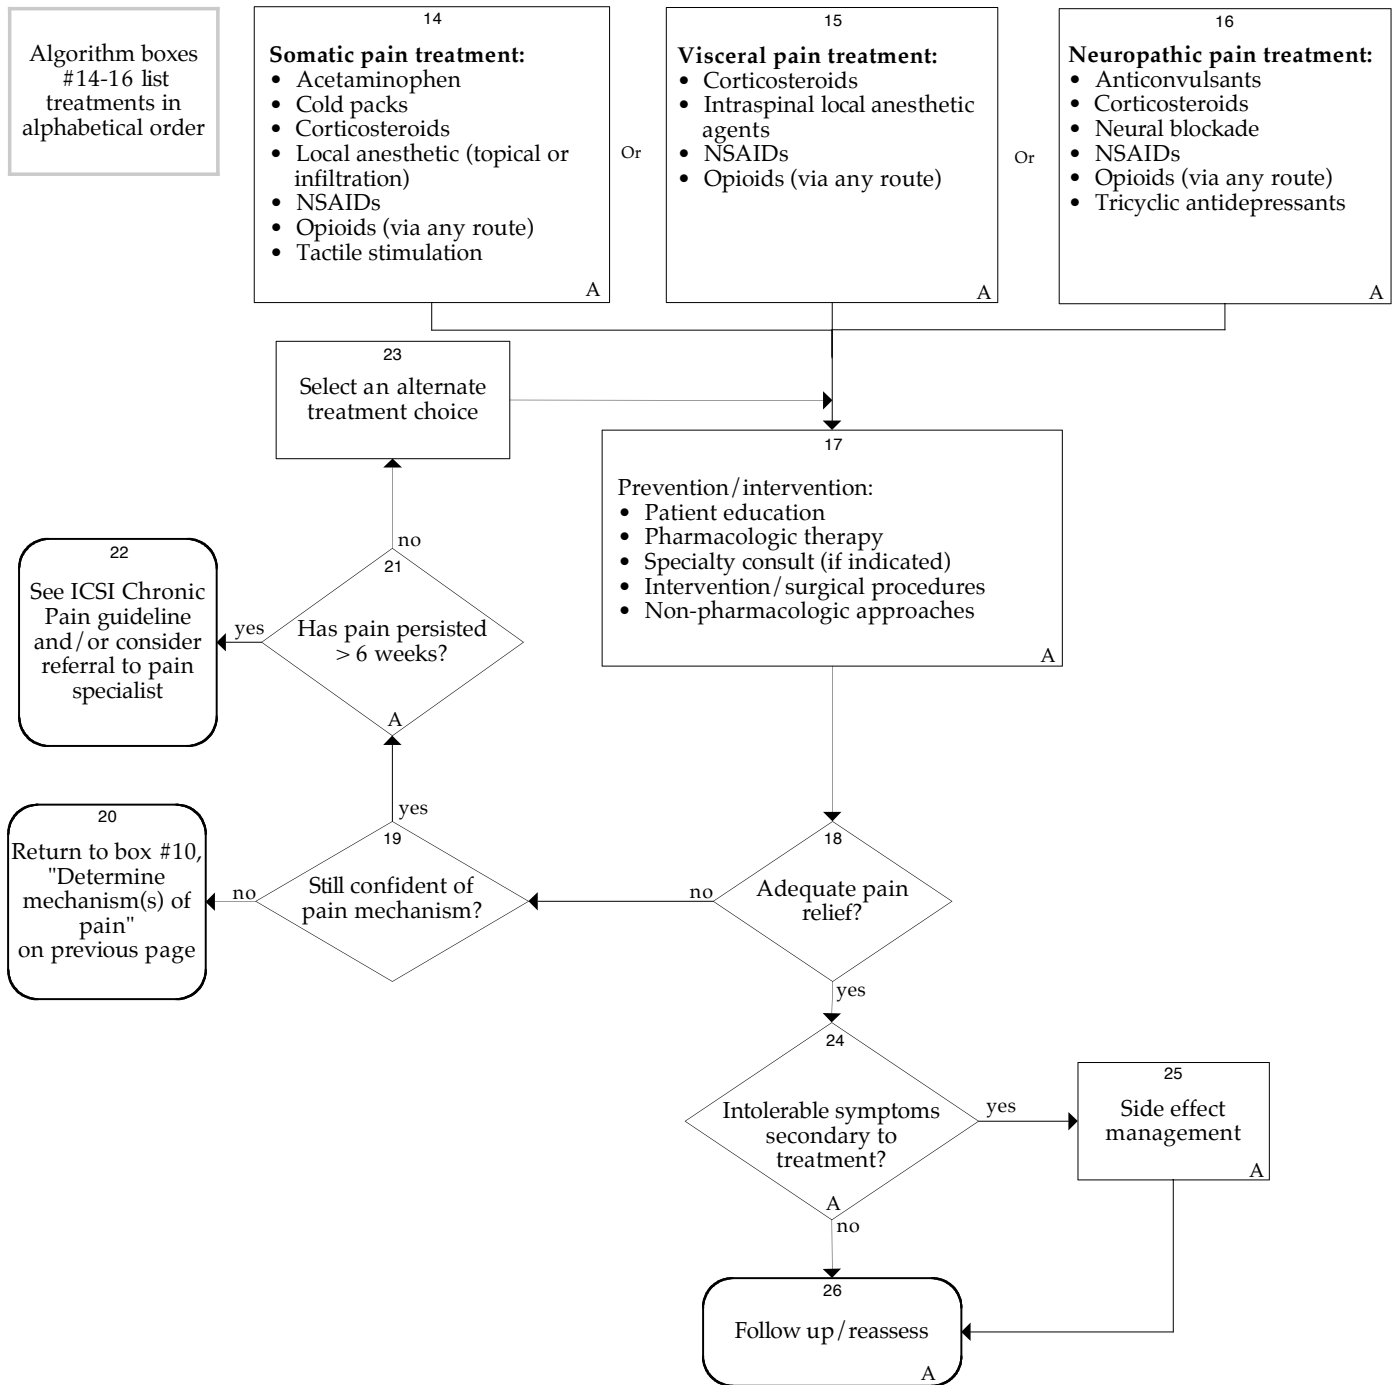 Algorithm boxes
#14-16 list
treatments in
alphabetical order
14
Somatic pain treatment:
• Acetaminophen
• Cold packs
• Corticosteroids
• Local anesthetic (topical or
infiltration)
• NSAIDs
• Opioids (via any route)
• Tactile stimulation
A
Or
15
Visceral pain treatment:
• Corticosteroids
• Intraspinal local anesthetic
agents
• NSAIDs
• Opioids (via any route)
A
Or
16
Neuropathic pain treatment:
• Anticonvulsants
• Corticosteroids
• Neural blockade
• NSAIDs
• Opioids (via any route)
• Tricyclic antidepressants
A
23
Select an alternate
treatment choice
17
Prevention/intervention:
• Patient education
• Pharmacologic therapy
• Specialty consult (if indicated)
• Intervention/surgical procedures
• Non-pharmacologic approaches
A
no
22
See ICSI Chronic
Pain guideline
and/or consider
referral to pain
specialist
yes
21
Has pain persisted
> 6 weeks?
A
yes
20
Return to box #10,
"Determine
mechanism(s) of
pain"
on previous page
no
19
Still confident of
pain mechanism?
no
18
Adequate pain
relief?
yes
24
Intolerable symptoms
secondary to
treatment?
A
yes
25
Side effect
management
A
no
26
Follow up/reassess
A